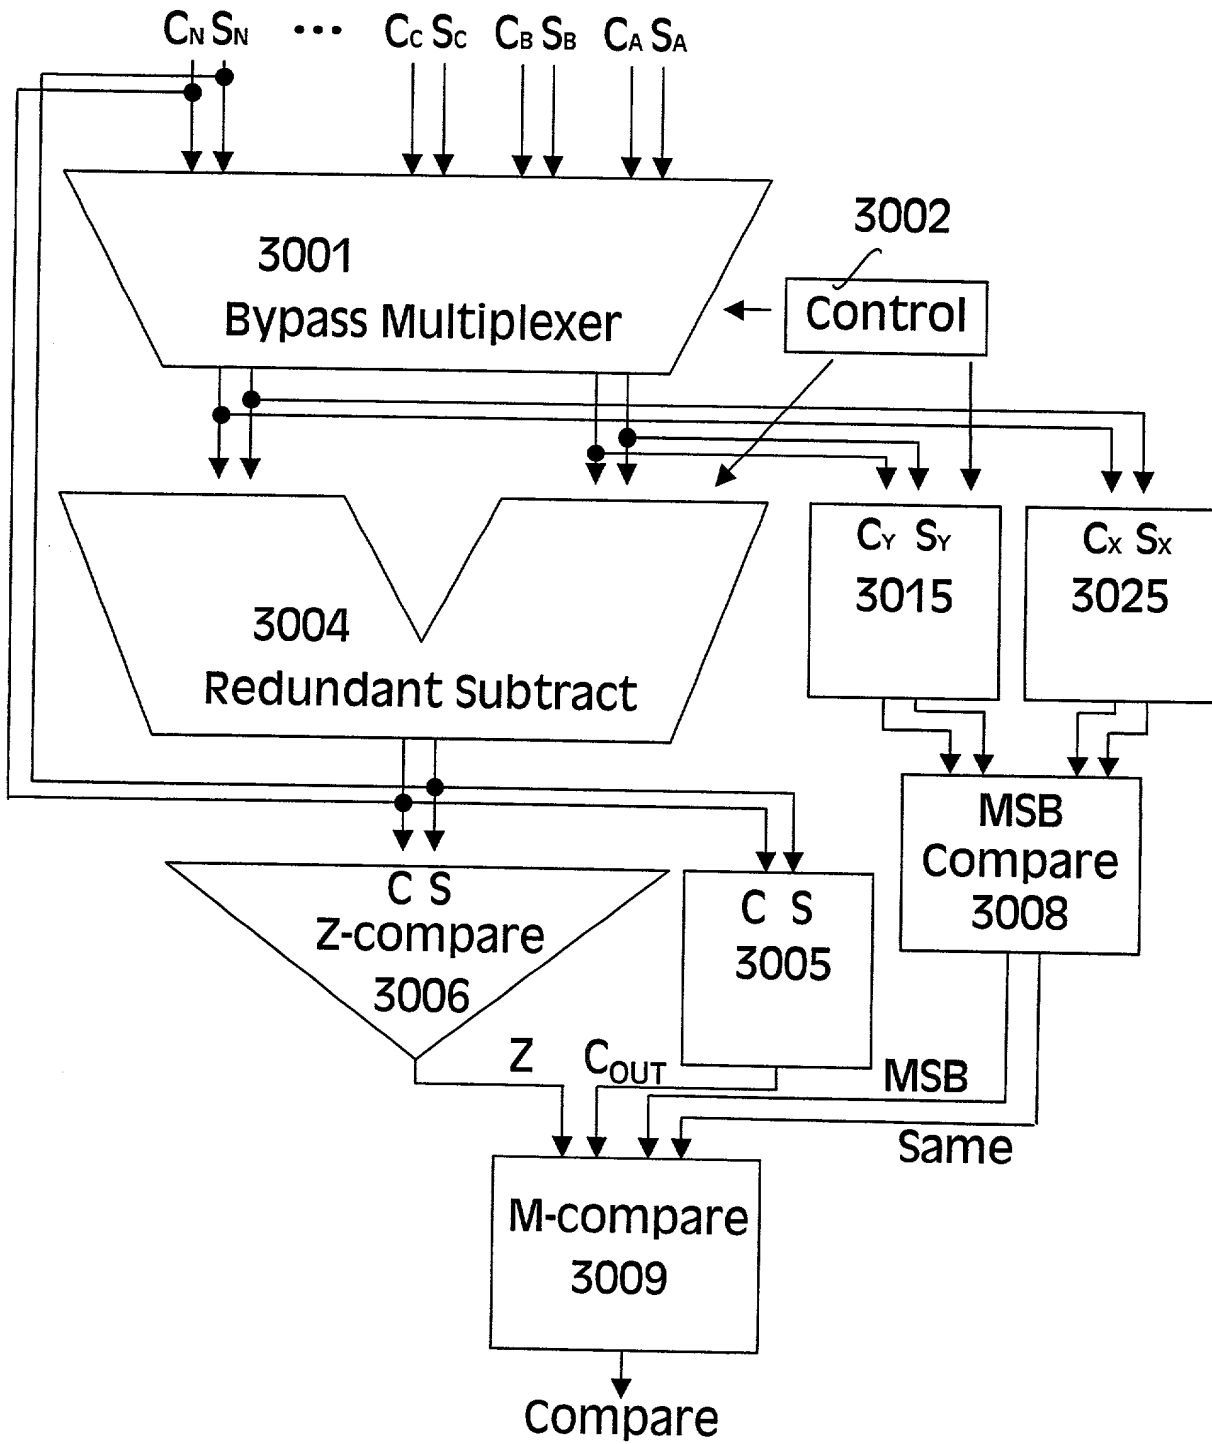 CN SN ••• CC SC CB SB CA SA
3002
3001
Bypass Multiplexer
Control
CY SY
3015
CX SX
3025
3004
Redundant Subtract
MSB
Compare
3008
C S
Z-compare
3006
C S
3005
Z
COUT
MSB
Same
M-compare
3009
Compare